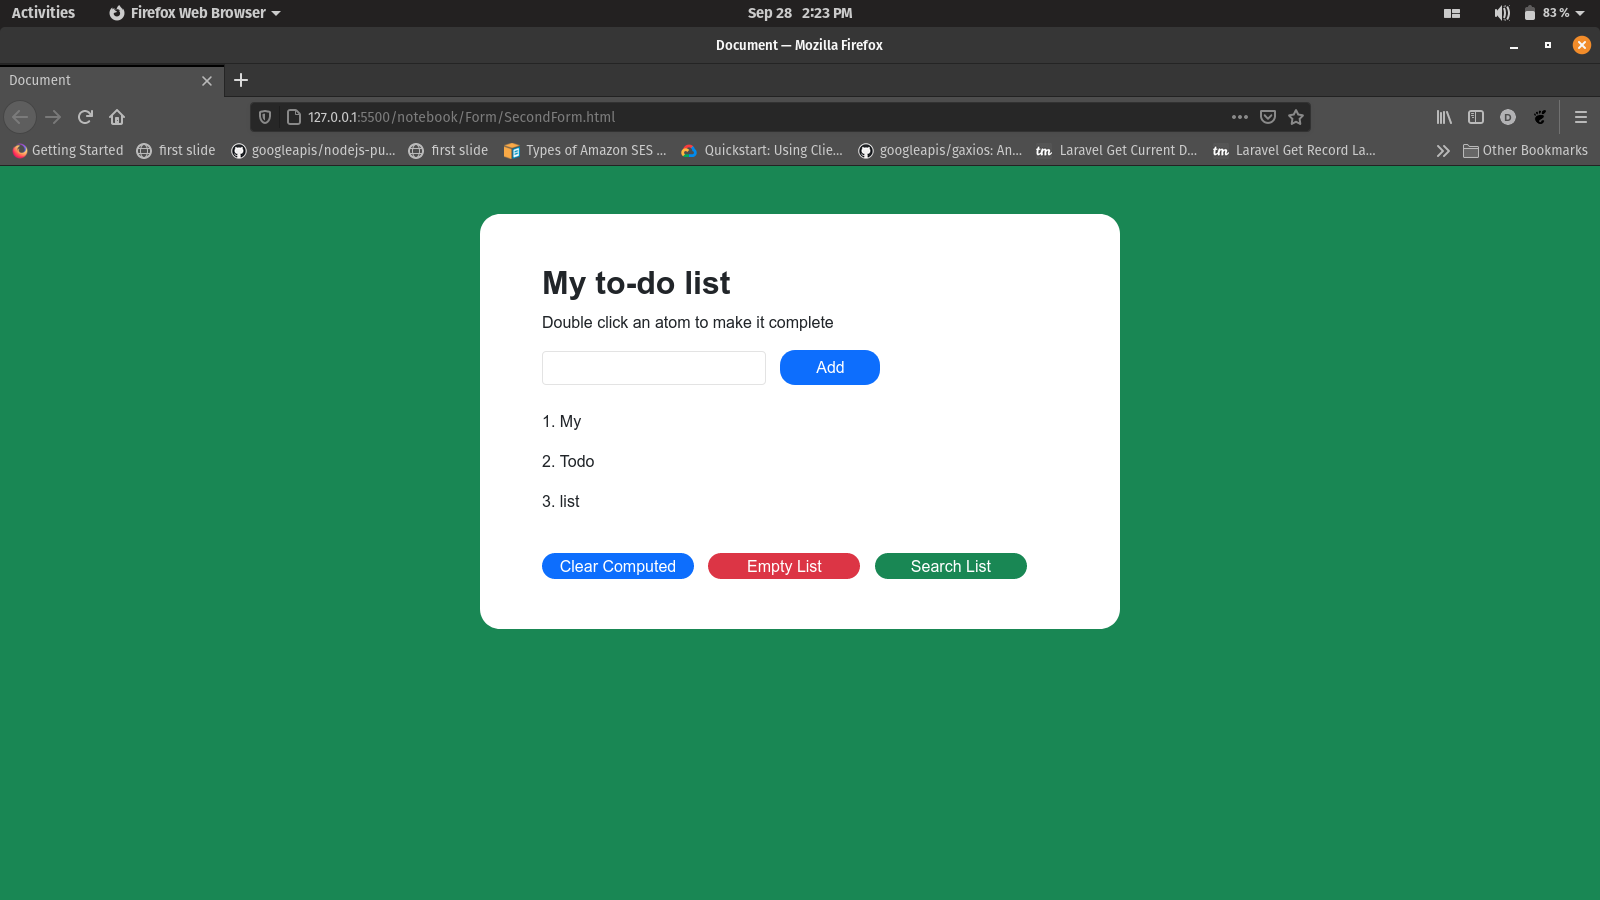 Activities Firefox Web Browser Sep 28 2:23 PM 83 %
Document — Mozilla Firefox
Document
127.0.0.1:5500/notebook/Form/SecondForm.html
Getting Started first slide googleapis/nodejs-pu... first slide Types of Amazon SES ... Quickstart: Using Clie... googleapis/gaxios: An... tm Laravel Get Current D... tm Laravel Get Record La... Other Bookmarks
My to-do list
Double click an atom to make it complete
Add
1. My
2. Todo
3. list
Clear Computed Empty List Search List